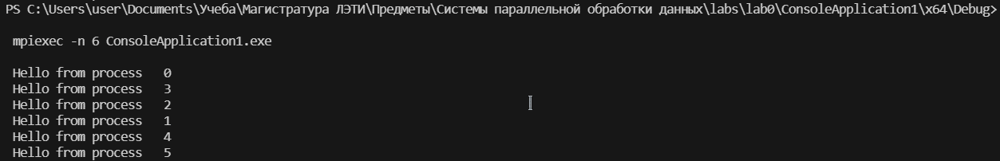 PS C:\Users\user\Documents\Учеба\Магистратура ЛЭТИ\Предметы\Системы параллельной обработки данных\labs\lab0\ConsoleApplication1\x64\Debug>
mpiexec -n 6 ConsoleApplication1.exe
Hello from process   0
Hello from process   3
Hello from process   2
Hello from process   1
Hello from process   4
Hello from process   5